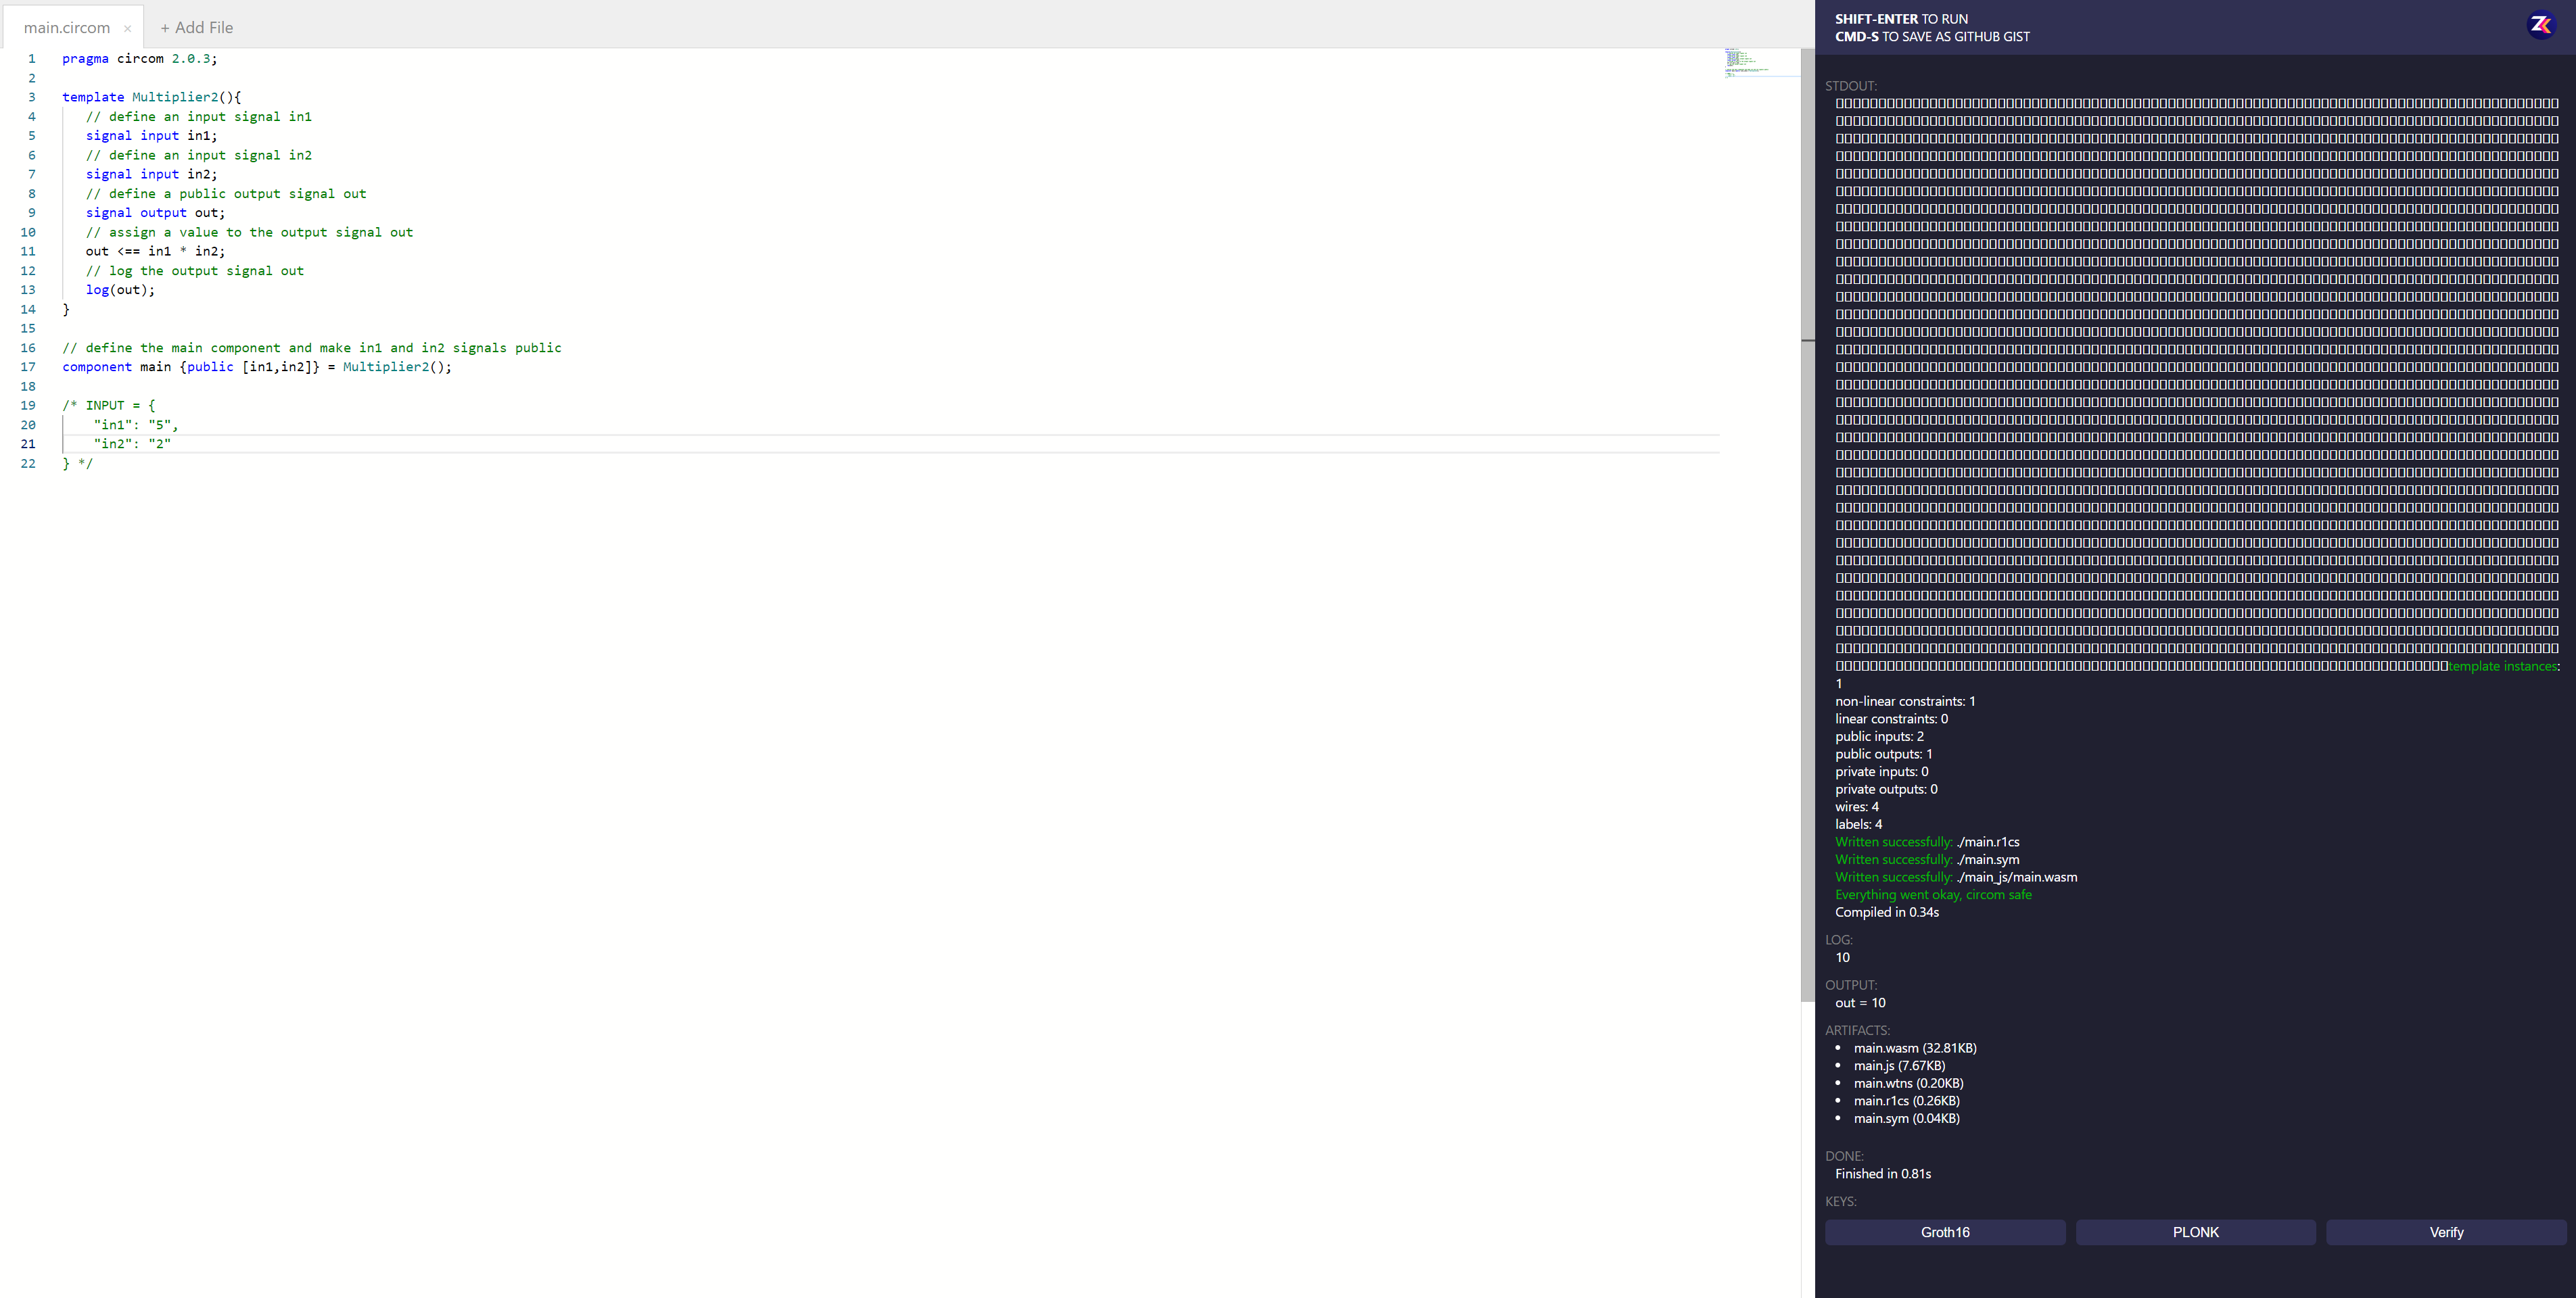 main.circom × + Add File
1 pragma circom 2.0.3;
2
3 template Multiplier2(){
4 // define an input signal in1
5 signal input in1;
6 // define an input signal in2
7 signal input in2;
8 // define a public output signal out
9 signal output out;
10 // assign a value to the output signal out
11 out <== in1 * in2;
12 // log the output signal out
13 log(out);
14 }
15
16 // define the main component and make in1 and in2 signals public
17 component main {public [in1,in2]} = Multiplier2();
18
19 /* INPUT = {
20 "in1": "5",
21 "in2": "2"
22 } */
SHIFT-ENTER TO RUN
CMD-S TO SAVE AS GITHUB GIST
ZK
STDOUT:
template instances:
1
non-linear constraints: 1
linear constraints: 0
public inputs: 2
public outputs: 1
private inputs: 0
private outputs: 0
wires: 4
labels: 4
Written successfully: ./main.r1cs
Written successfully: ./main.sym
Written successfully: ./main_js/main.wasm
Everything went okay, circom safe
Compiled in 0.34s
LOG:
10
OUTPUT:
out = 10
ARTIFACTS:
• main.wasm (32.81KB)
• main.js (7.67KB)
• main.wtns (0.20KB)
• main.r1cs (0.26KB)
• main.sym (0.04KB)
DONE:
Finished in 0.81s
KEYS:
Groth16 PLONK Verify